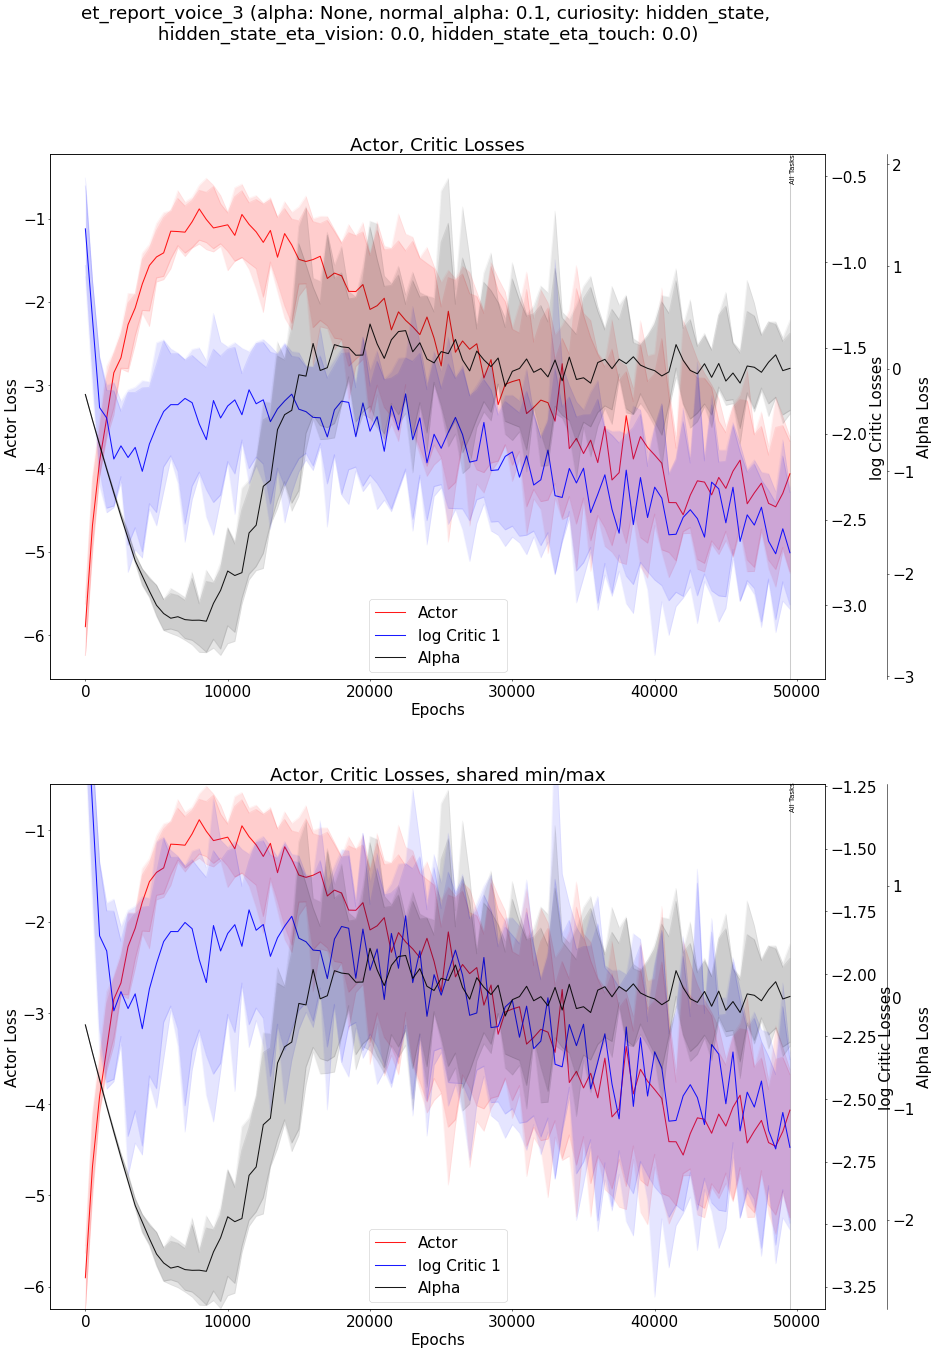 et_report_voice_3 (alpha: None, normal_alpha: 0.1, curiosity: hidden_state,
hidden_state_eta_vision: 0.0, hidden_state_eta_touch: 0.0)
Actor, Critic Losses
All Tasks
−1
−2
−3
−4
−5
−6
Actor Loss
−0.5
−1.0
−1.5
−2.0
−2.5
−3.0
log Critic Losses
2
1
0
−1
−2
−3
Alpha Loss
Actor
log Critic 1
Alpha
0 10000 20000 30000 40000 50000
Epochs
Actor, Critic Losses, shared min/max
All Tasks
−1
−2
−3
−4
−5
−6
Actor Loss
−1.25
−1.50
−1.75
−2.00
−2.25
−2.50
−2.75
−3.00
−3.25
log Critic Losses
1
0
−1
−2
Alpha Loss
Actor
log Critic 1
Alpha
0 10000 20000 30000 40000 50000
Epochs